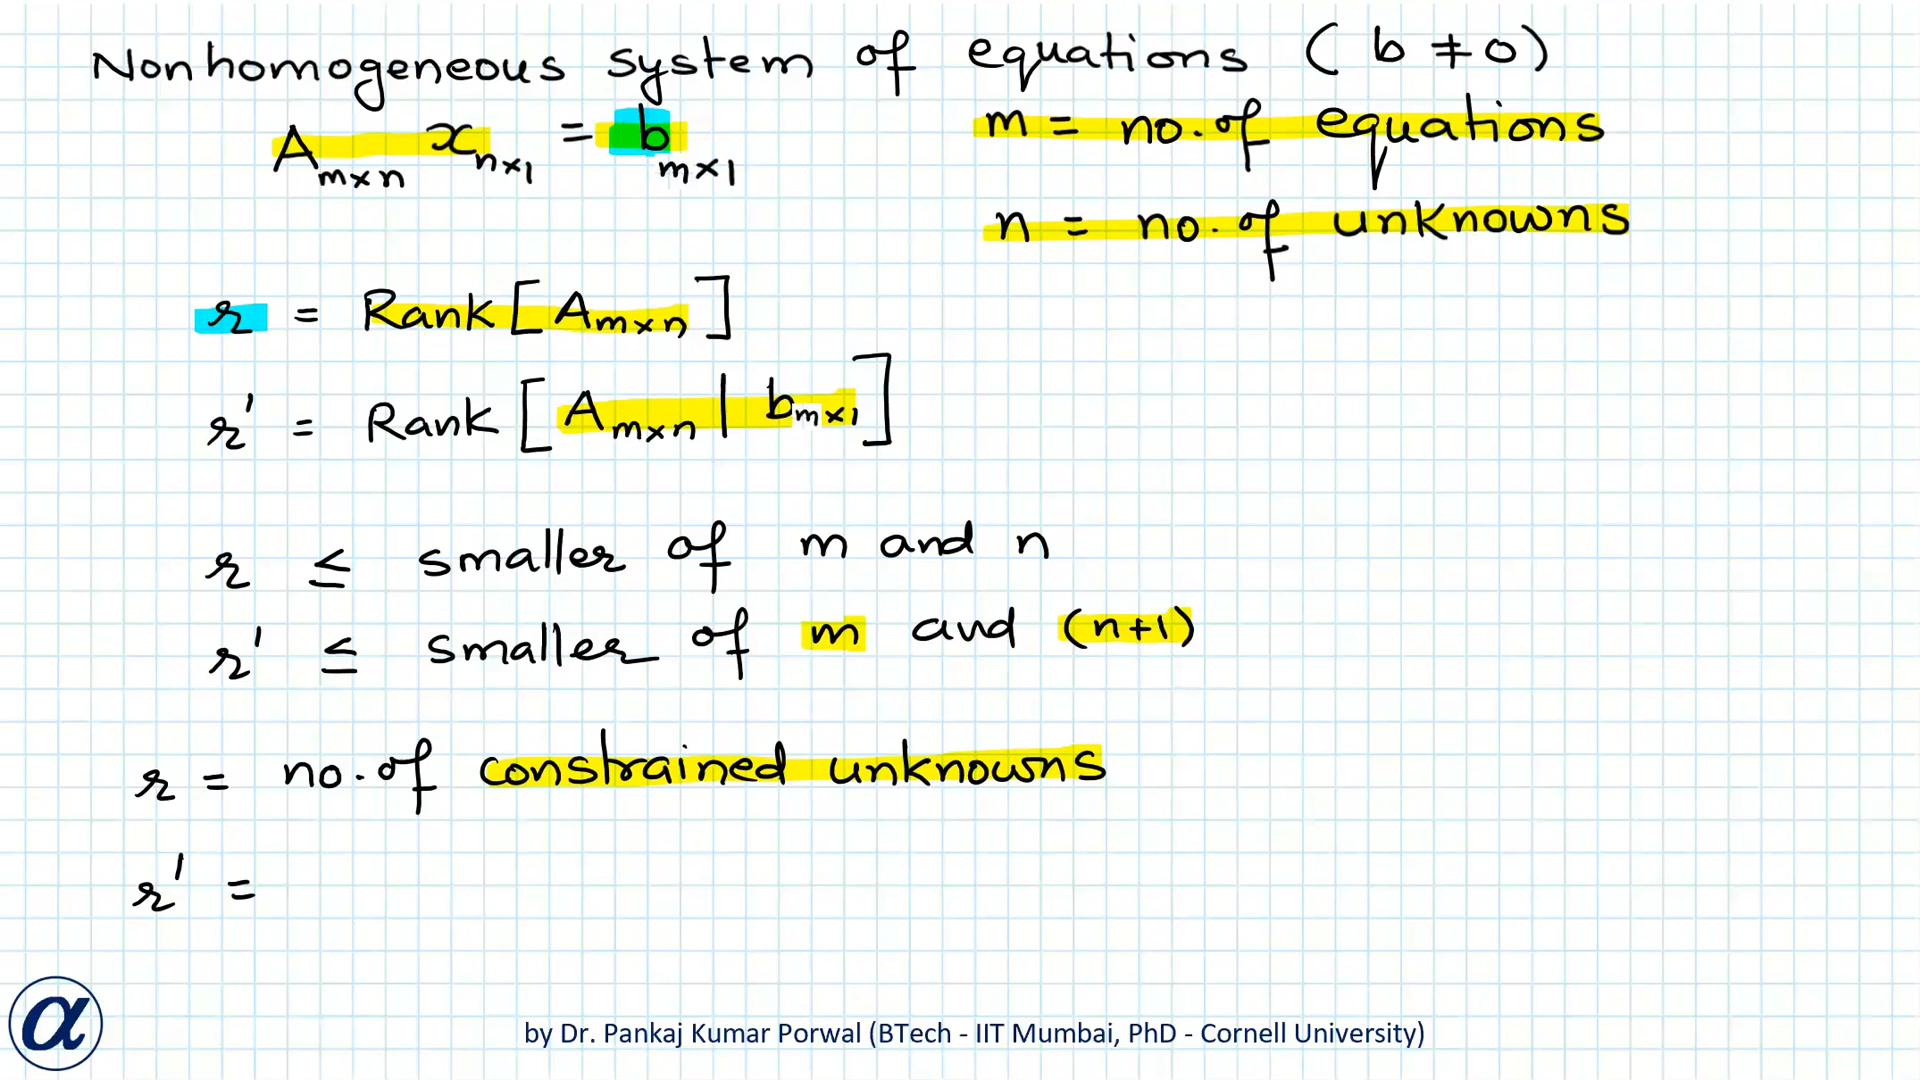 Nonhomogeneous system of equations (b ≠ 0)
A_{m×n} x_{n×1} = b_{m×1}
m = no. of equations
n = no. of unknowns
r = Rank [A_{m×n}]
r' = Rank [A_{m×n} | b_{m×1}]
r ≤ smaller of m and n
r' ≤ smaller of m and (n+1)
r = no. of constrained unknowns
r' =
α
by Dr. Pankaj Kumar Porwal (BTech - IIT Mumbai, PhD - Cornell University)